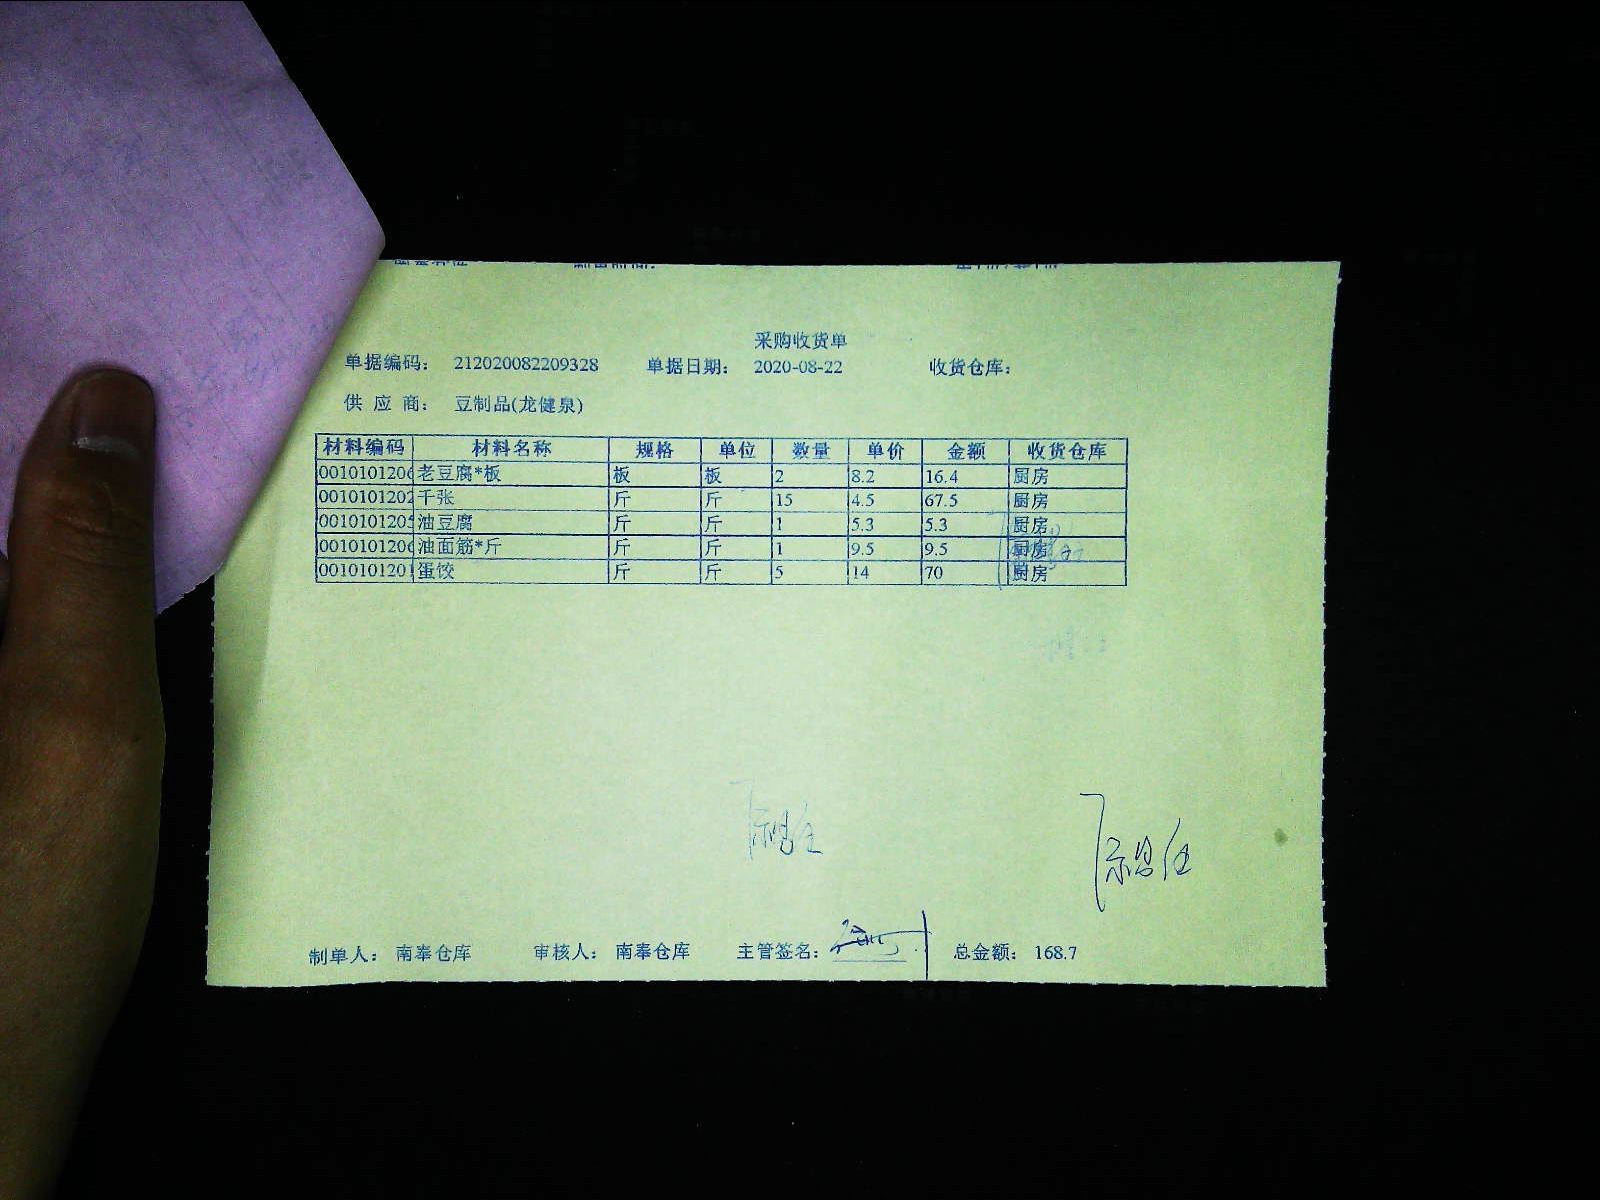 采购收货单
单据编码： 212020082209328 单据日期： 2020-08-22 收货仓库：
供 应 商： 豆制品(龙健泉)
材料编码 材料名称 规格 单位 数量 单价 金额 收货仓库
0010101206 老豆腐*板 板 板 2 8.2 16.4 厨房
0010101202 千张 斤 斤 15 4.5 67.5 厨房
0010101205 油豆腐 斤 斤 1 5.3 5.3 厨房
0010101206 油面筋*斤 斤 斤 1 9.5 9.5 厨房
0010101201 蛋饺 斤 斤 5 14 70 厨房
制单人： 南奉仓库 审核人： 南奉仓库 主管签名： 总金额： 168.7